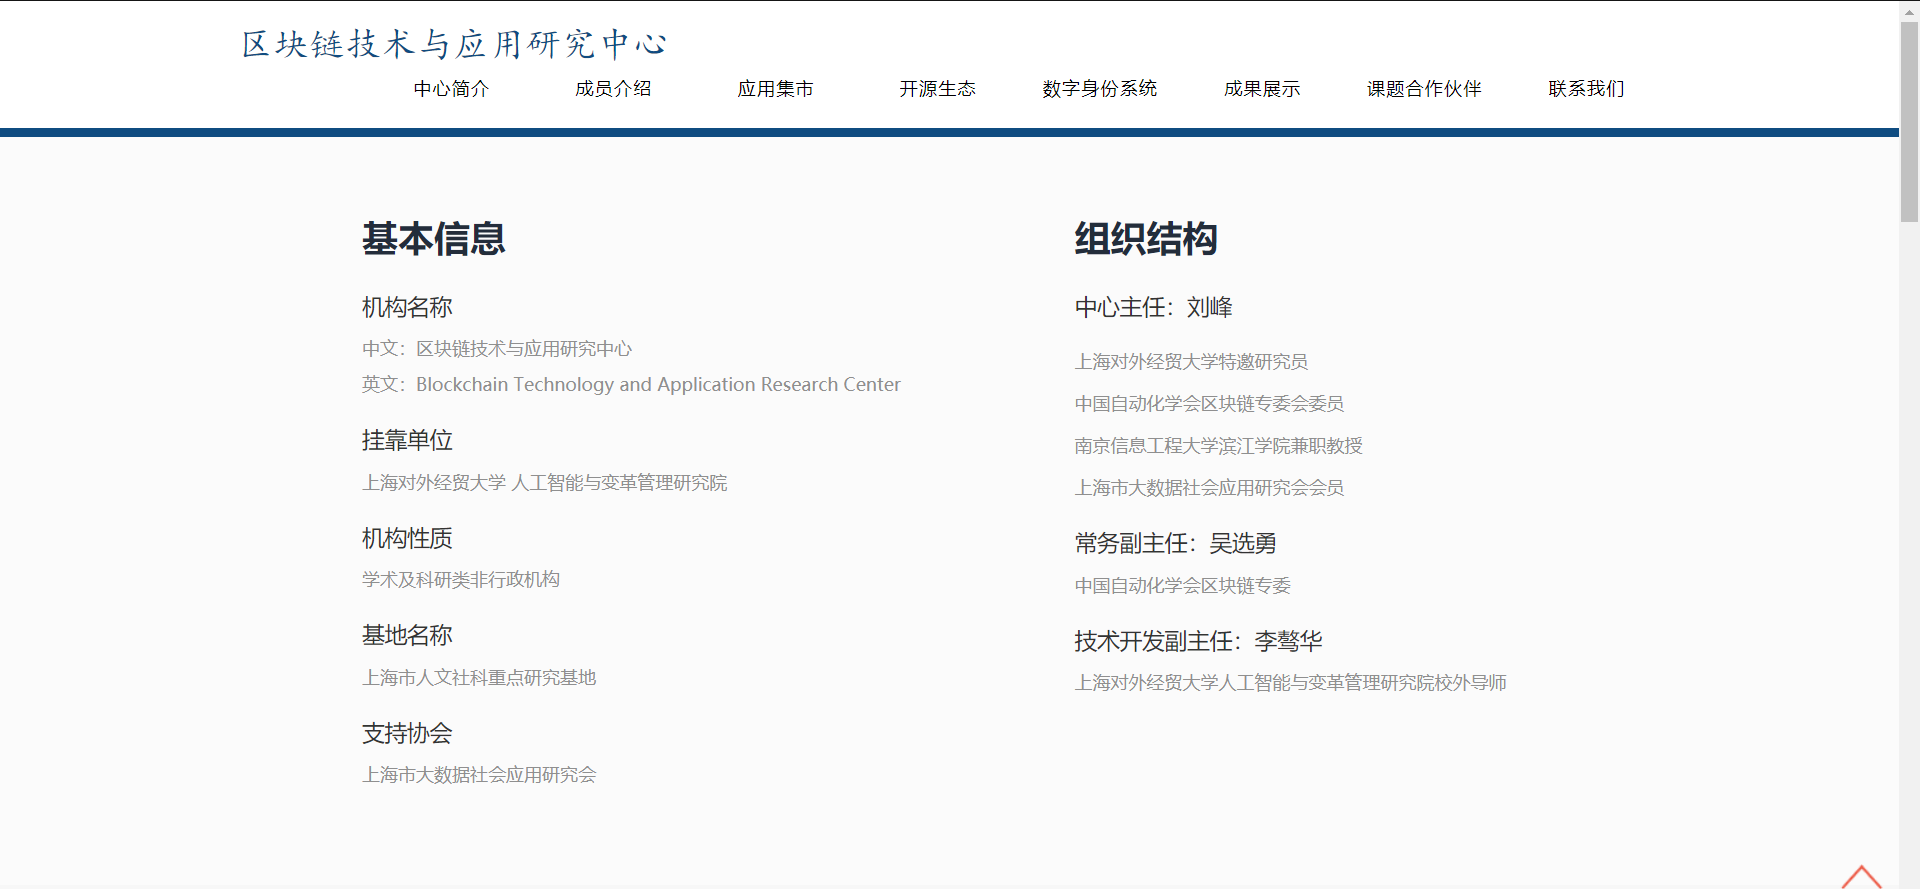 区块链技术与应用研究中心
中心简介 成员介绍 应用集市 开源生态 数字身份系统 成果展示 课题合作伙伴 联系我们
基本信息
机构名称
中文：区块链技术与应用研究中心
英文：Blockchain Technology and Application Research Center
挂靠单位
上海对外经贸大学 人工智能与变革管理研究院
机构性质
学术及科研类非行政机构
基地名称
上海市人文社科重点研究基地
支持协会
上海市大数据社会应用研究会
组织结构
中心主任：刘峰
上海对外经贸大学特邀研究员
中国自动化学会区块链专委会委员
南京信息工程大学滨江学院兼职教授
上海市大数据社会应用研究会会员
常务副主任：吴选勇
中国自动化学会区块链专委
技术开发副主任：李骜华
上海对外经贸大学人工智能与变革管理研究院校外导师